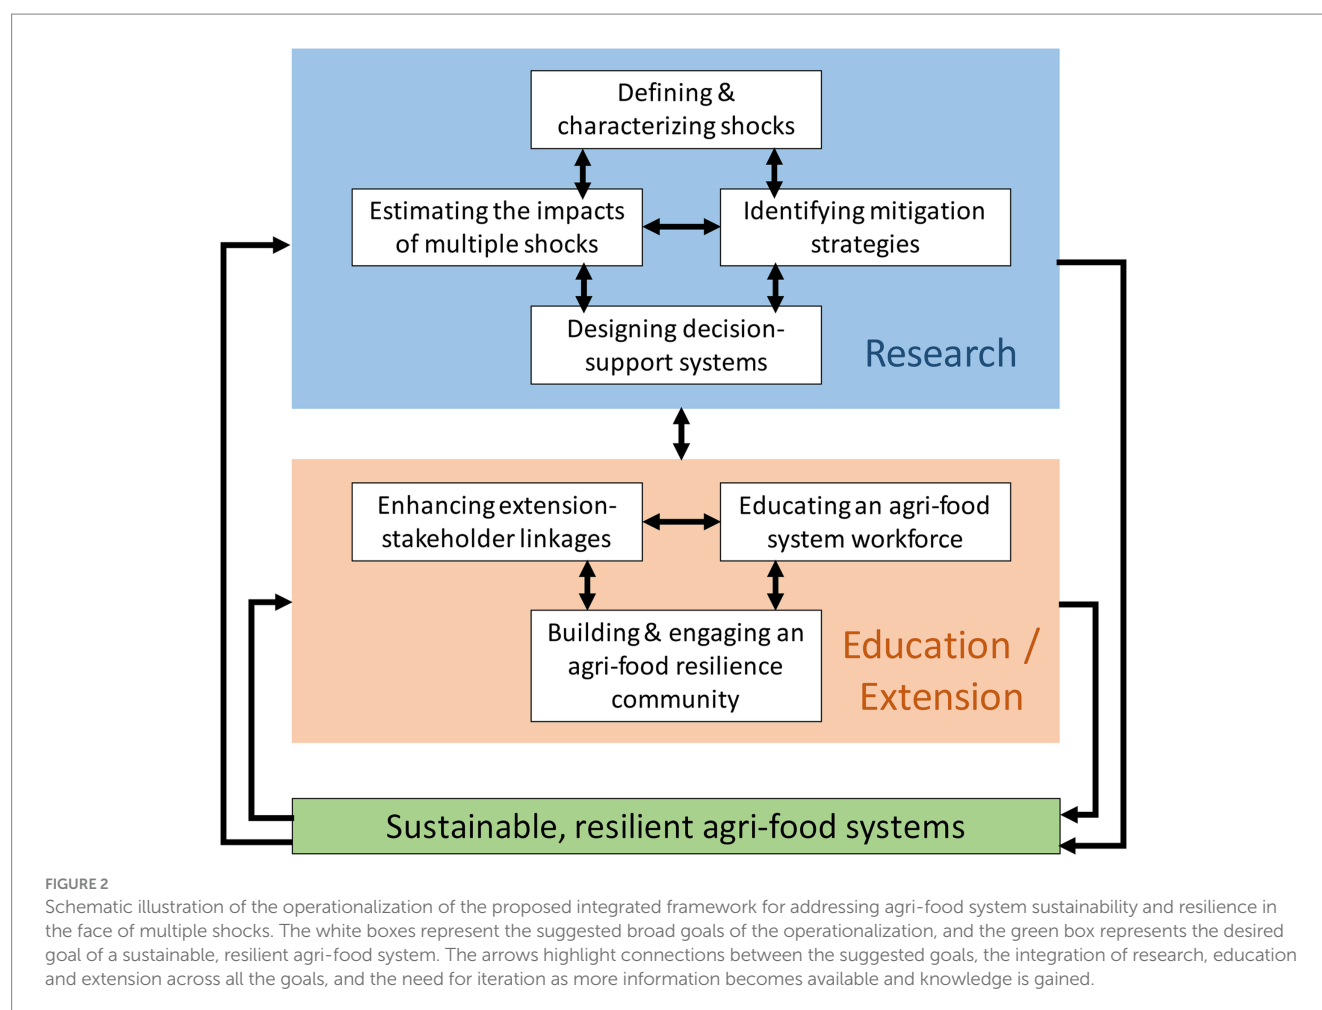 Defining &
characterizing shocks
Estimating the impacts
of multiple shocks
Identifying mitigation
strategies
Designing decision-
support systems
Research
Enhancing extension-
stakeholder linkages
Educating an agri-food
system workforce
Building & engaging an
agri-food resilience
community
Education /
Extension
Sustainable, resilient agri-food systems
FIGURE 2
Schematic illustration of the operationalization of the proposed integrated framework for addressing agri-food system sustainability and resilience in
the face of multiple shocks. The white boxes represent the suggested broad goals of the operationalization, and the green box represents the desired
goal of a sustainable, resilient agri-food system. The arrows highlight connections between the suggested goals, the integration of research, education
and extension across all the goals, and the need for iteration as more information becomes available and knowledge is gained.